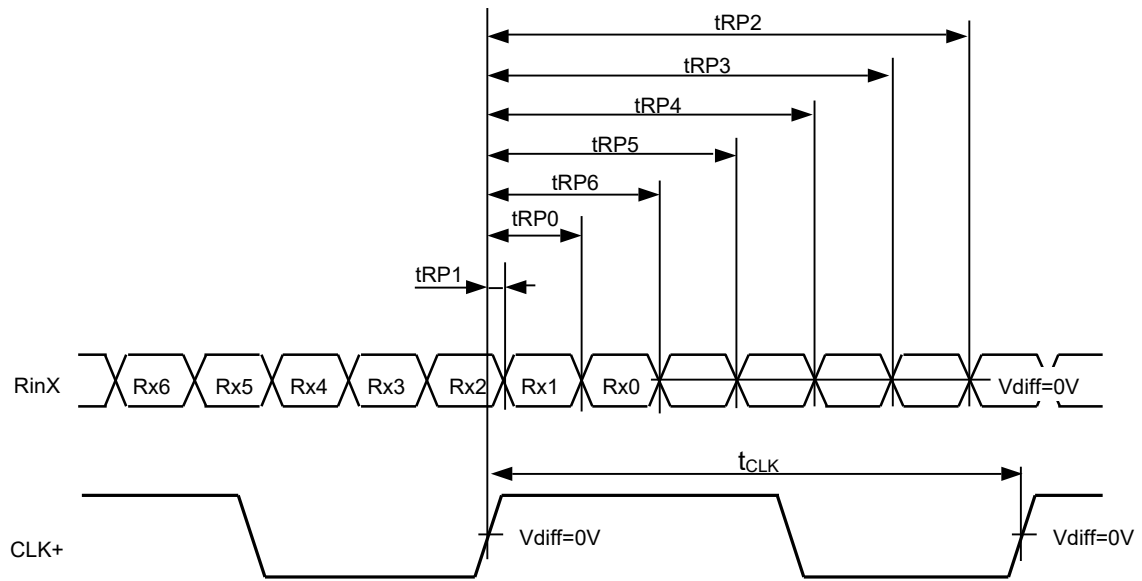 tRP2
tRP3
tRP4
tRP5
tRP6
tRP0
tRP1
RinX Rx6 Rx5 Rx4 Rx3 Rx2 Rx1 Rx0 Vdiff=0V
tCLK
CLK+ Vdiff=0V Vdiff=0V